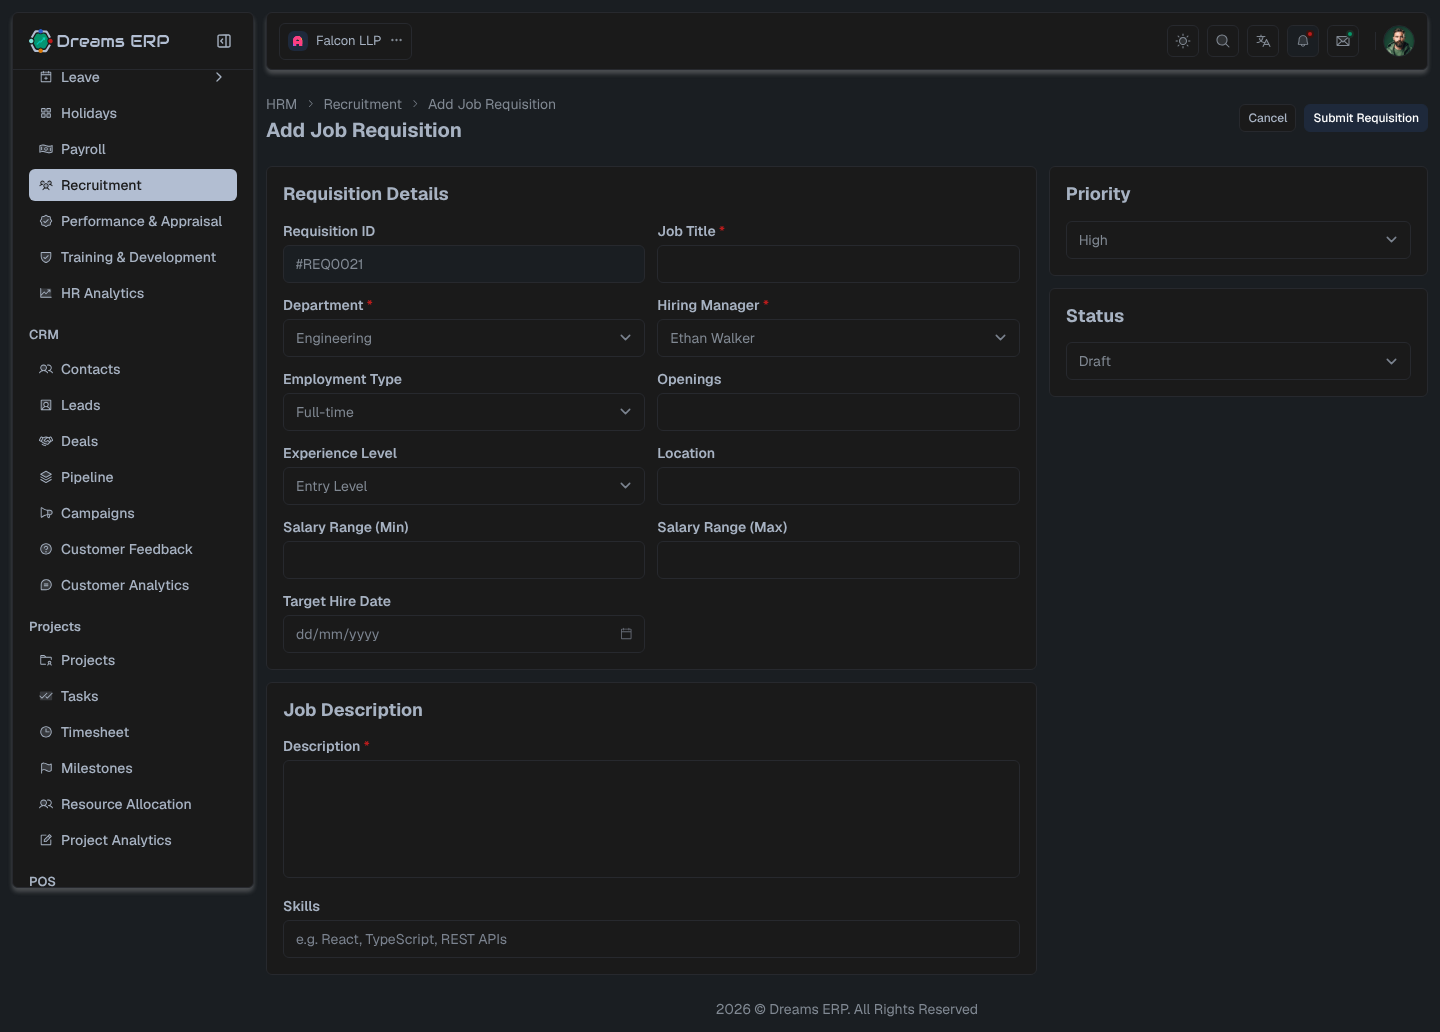 Dreams ERP
Leave
Holidays
Payroll
Recruitment
Performance & Appraisal
Training & Development
HR Analytics
CRM
Contacts
Leads
Deals
Pipeline
Campaigns
Customer Feedback
Customer Analytics
Projects
Projects
Tasks
Timesheet
Milestones
Resource Allocation
Project Analytics
POS
Falcon LLP ···
HRM > Recruitment > Add Job Requisition
Add Job Requisition
Cancel
Submit Requisition
Requisition Details
Requisition ID
#REQ0021
Job Title *
Department *
Engineering
Hiring Manager *
Ethan Walker
Employment Type
Full-time
Openings
Experience Level
Entry Level
Location
Salary Range (Min)
Salary Range (Max)
Target Hire Date
dd/mm/yyyy
Job Description
Description *
Skills
e.g. React, TypeScript, REST APIs
Priority
High
Status
Draft
2026 © Dreams ERP. All Rights Reserved